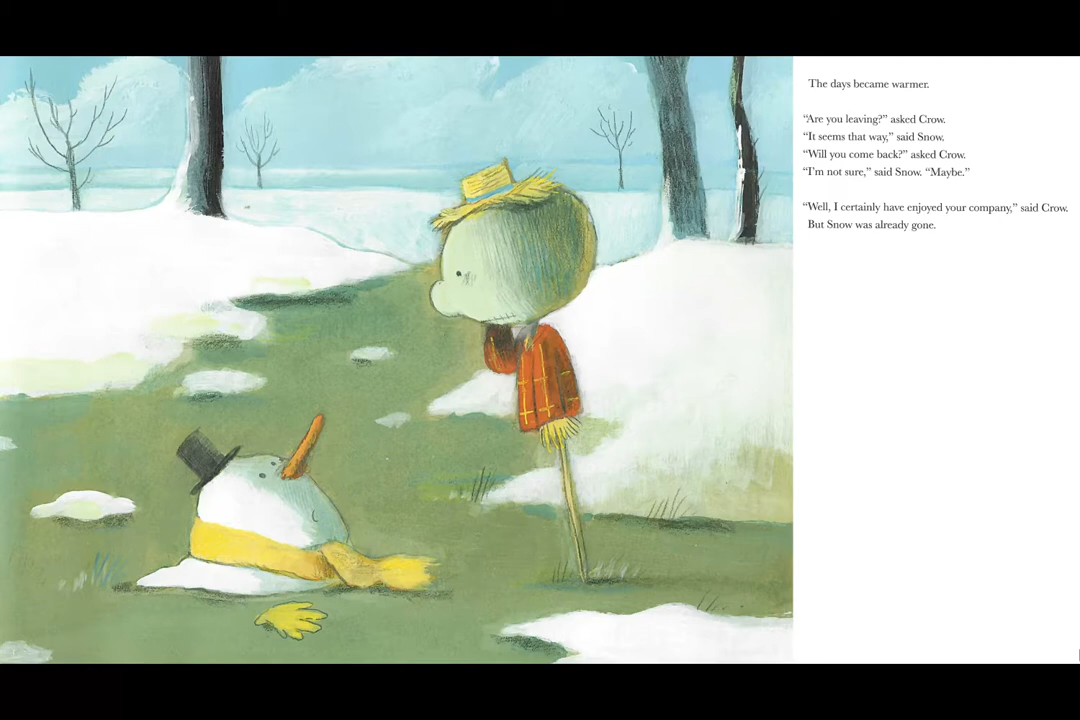 The days became warmer.
“Are you leaving?” asked Crow.
“It seems that way,” said Snow.
“Will you come back?” asked Crow.
“I’m not sure,” said Snow. “Maybe.”
“Well, I certainly have enjoyed your company,” said Crow.
But Snow was already gone.